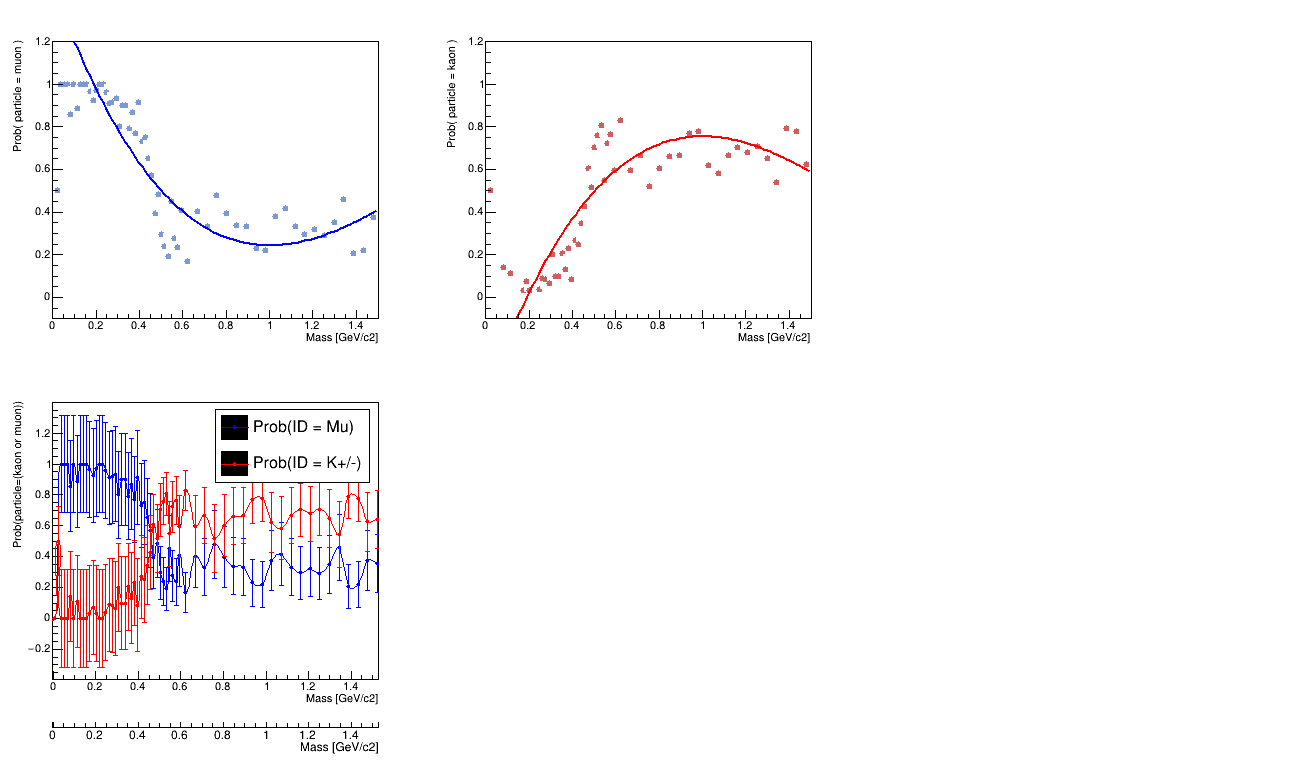 Prob( particle = muon )
1.2
1
0.8
0.6
0.4
0.2
0
0 0.2 0.4 0.6 0.8 1 1.2 1.4
Mass [GeV/c2]
Prob( particle = kaon )
1.2
1
0.8
0.6
0.4
0.2
0
0 0.2 0.4 0.6 0.8 1 1.2 1.4
Mass [GeV/c2]
Prob(particle=(kaon or muon))
1.2
1
0.8
0.6
0.4
0.2
0
−0.2
Prob(ID = Mu)
Prob(ID = K+/-)
0 0.2 0.4 0.6 0.8 1 1.2 1.4
Mass [GeV/c2]
0 0.2 0.4 0.6 0.8 1 1.2 1.4
Mass [GeV/c2]